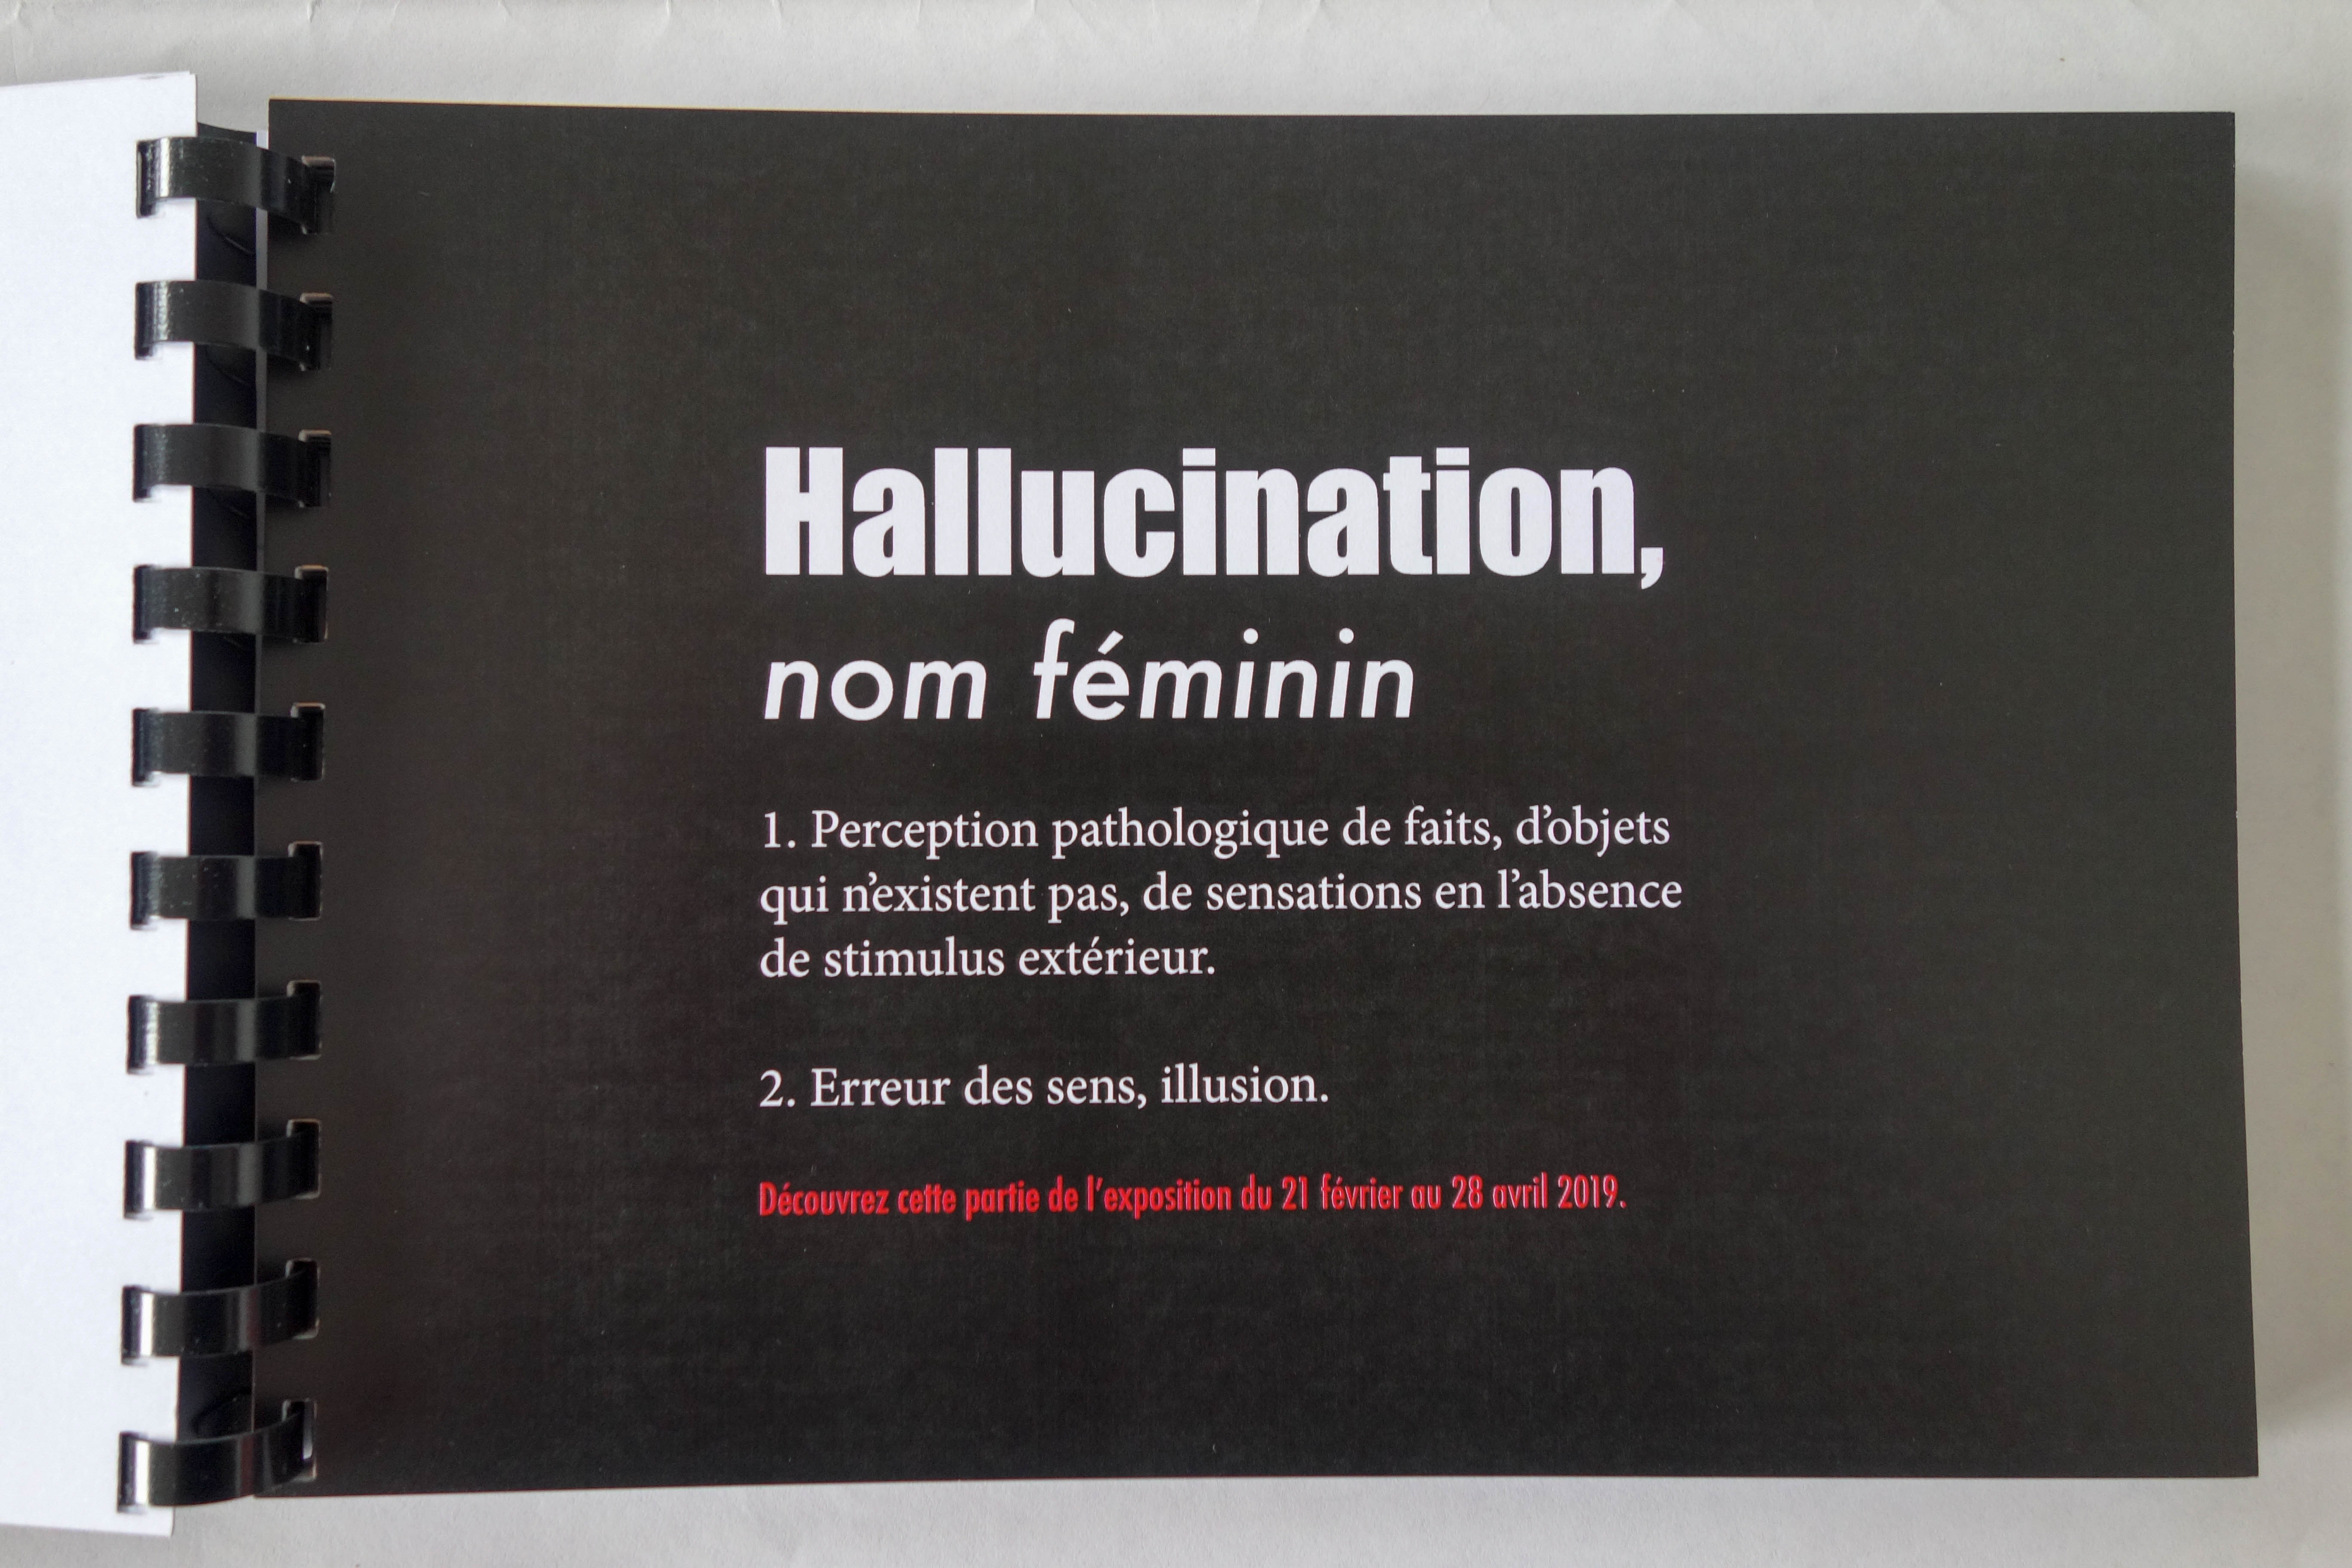 Hallucination,
nom féminin
1. Perception pathologique de faits, d’objets
qui n’existent pas, de sensations en l’absence
de stimulus extérieur.
2. Erreur des sens, illusion.
Découvrez cette partie de l’exposition du 21 février au 28 avril 2019.